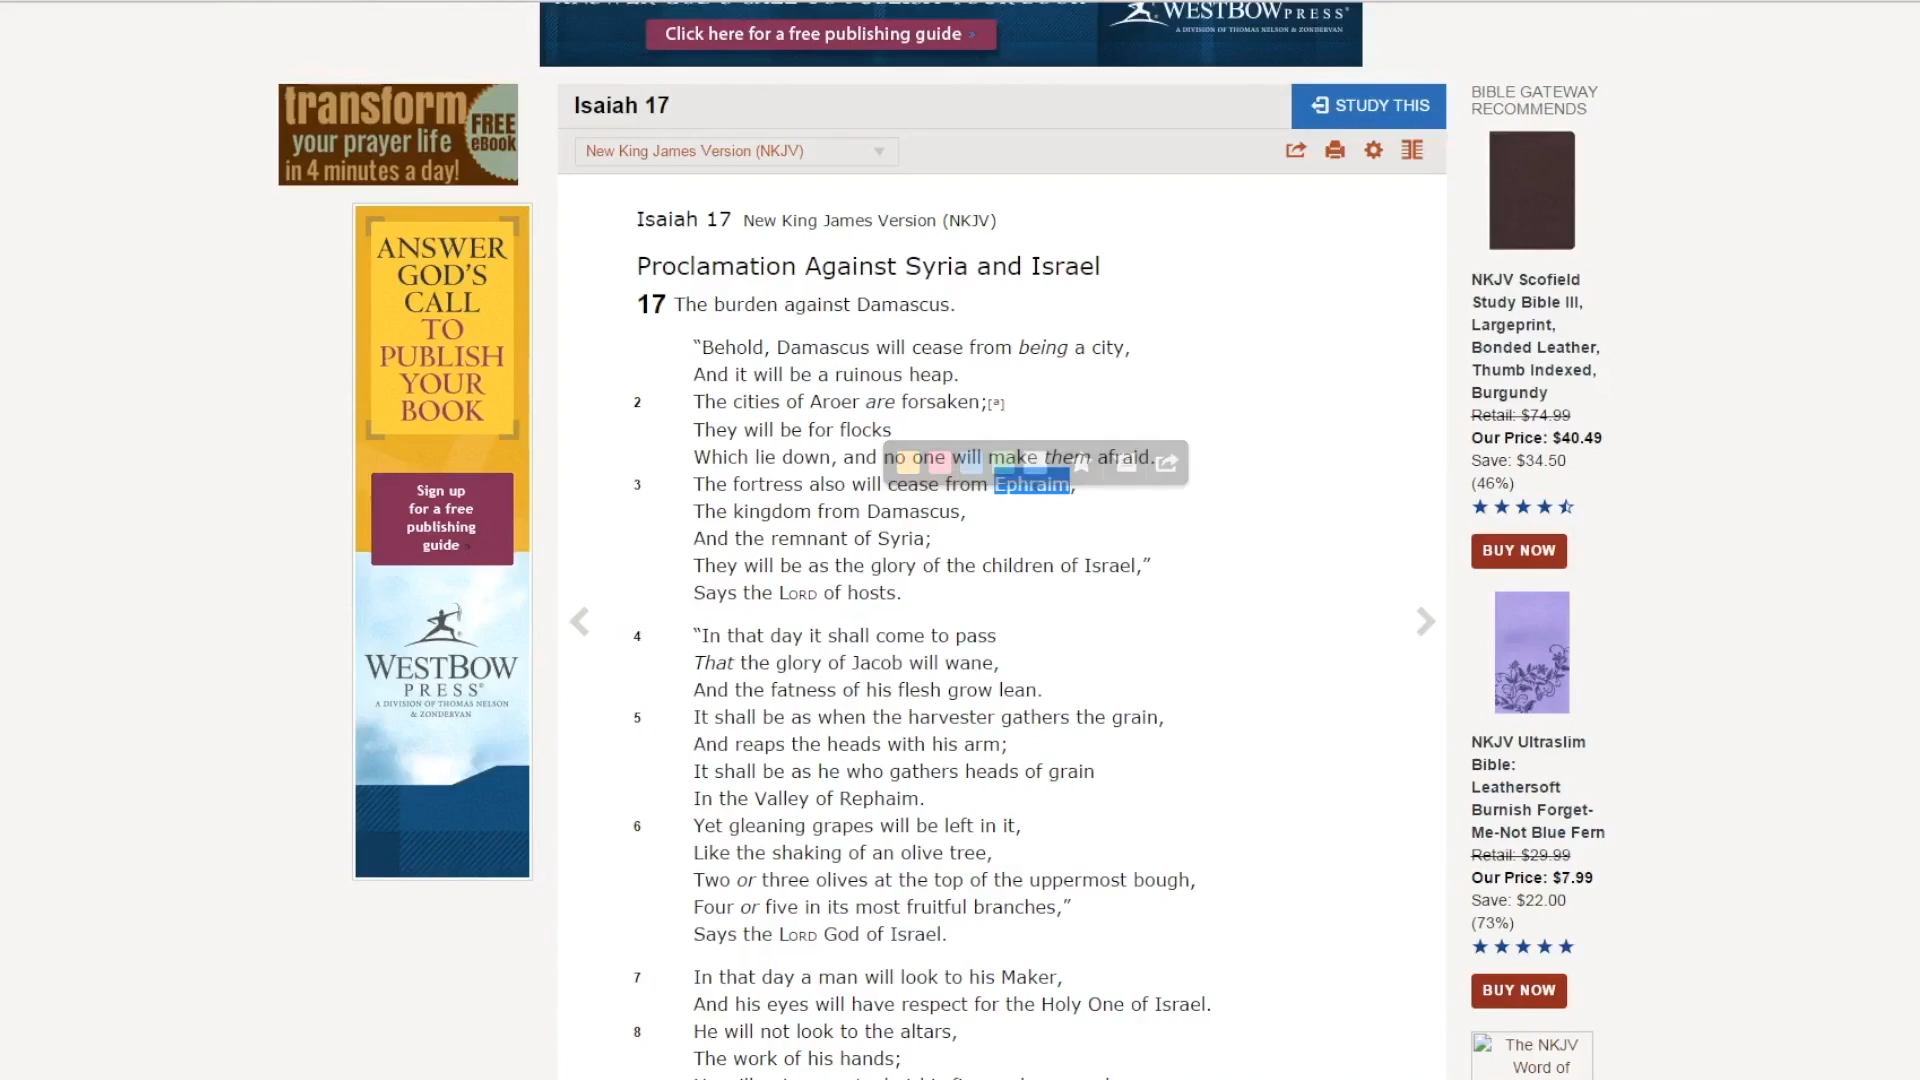 ANSWER GOD'S CALL TO PUBLISH YOUR BOOK
Click here for a free publishing guide >
WESTBOW PRESS®
A DIVISION OF THOMAS NELSON & ZONDERVAN
transform
your prayer life
in 4 minutes a day!
FREE
eBOOK
ANSWER
GOD'S
CALL
TO
PUBLISH
YOUR
BOOK
Sign up
for a free
publishing
guide »
WESTBOW
PRESS®
A DIVISION OF THOMAS NELSON
& ZONDERVAN
Isaiah 17
STUDY THIS
New King James Version (NKJV)
Isaiah 17 New King James Version (NKJV)
Proclamation Against Syria and Israel
17 The burden against Damascus.
“Behold, Damascus will cease from being a city,
And it will be a ruinous heap.
2 The cities of Aroer are forsaken;[a]
They will be for flocks
Which lie down, and no one will make them afraid.
3 The fortress also will cease from Ephraim,
The kingdom from Damascus,
And the remnant of Syria;
They will be as the glory of the children of Israel,”
Says the LORD of hosts.
4 “In that day it shall come to pass
That the glory of Jacob will wane,
And the fatness of his flesh grow lean.
5 It shall be as when the harvester gathers the grain,
And reaps the heads with his arm;
It shall be as he who gathers heads of grain
In the Valley of Rephaim.
6 Yet gleaning grapes will be left in it,
Like the shaking of an olive tree,
Two or three olives at the top of the uppermost bough,
Four or five in its most fruitful branches,”
Says the LORD God of Israel.
7 In that day a man will look to his Maker,
And his eyes will have respect for the Holy One of Israel.
8 He will not look to the altars,
The work of his hands;
BIBLE GATEWAY
RECOMMENDS
NKJV Scofield
Study Bible III,
Largeprint,
Bonded Leather,
Thumb Indexed,
Burgundy
Retail: $74.99
Our Price: $40.49
Save: $34.50
(46%)
BUY NOW
NKJV Ultraslim
Bible:
Leathersoft
Burnish Forget-
Me-Not Blue Fern
Retail: $29.99
Our Price: $7.99
Save: $22.00
(73%)
BUY NOW
The NKJV
Word of